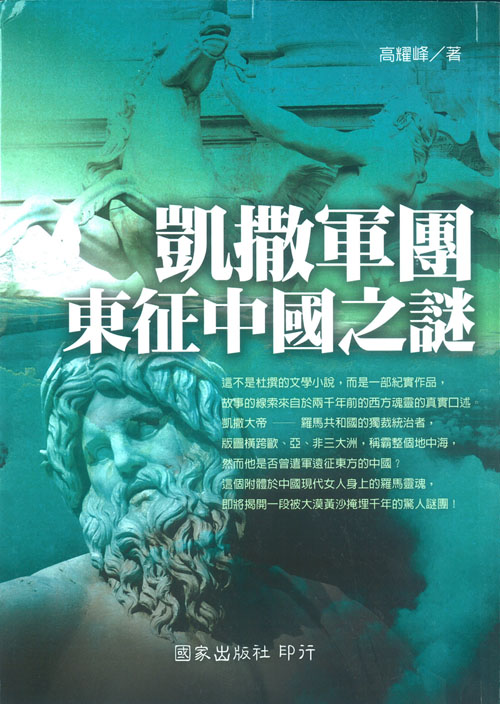 高耀峰／著
凱撒軍團
東征中國之謎
這不是杜撰的文學小說，而是一部紀實作品，
故事的線索來自於兩千年前的西方魂靈的真實口述。
凱撒大帝 —— 羅馬共和國的獨裁統治者，
版圖橫跨歐、亞、非三大洲，稱霸整個地中海，
然而他是否曾遣軍遠征東方的中國？
這個附體於中國現代女人身上的羅馬靈魂，
即將揭開一段被大漠黃沙掩埋千年的驚人謎團！
國家出版社 印行